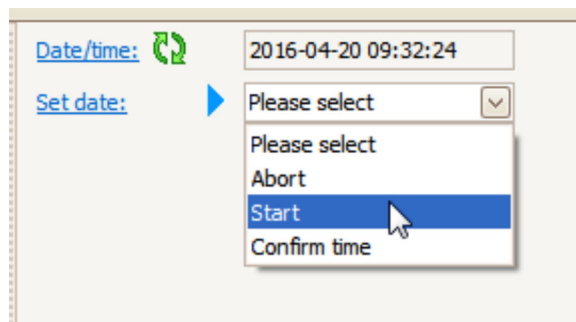 Date/time: 2016-04-20 09:32:24
Set date: Please select
Please select
Abort
Start
Confirm time